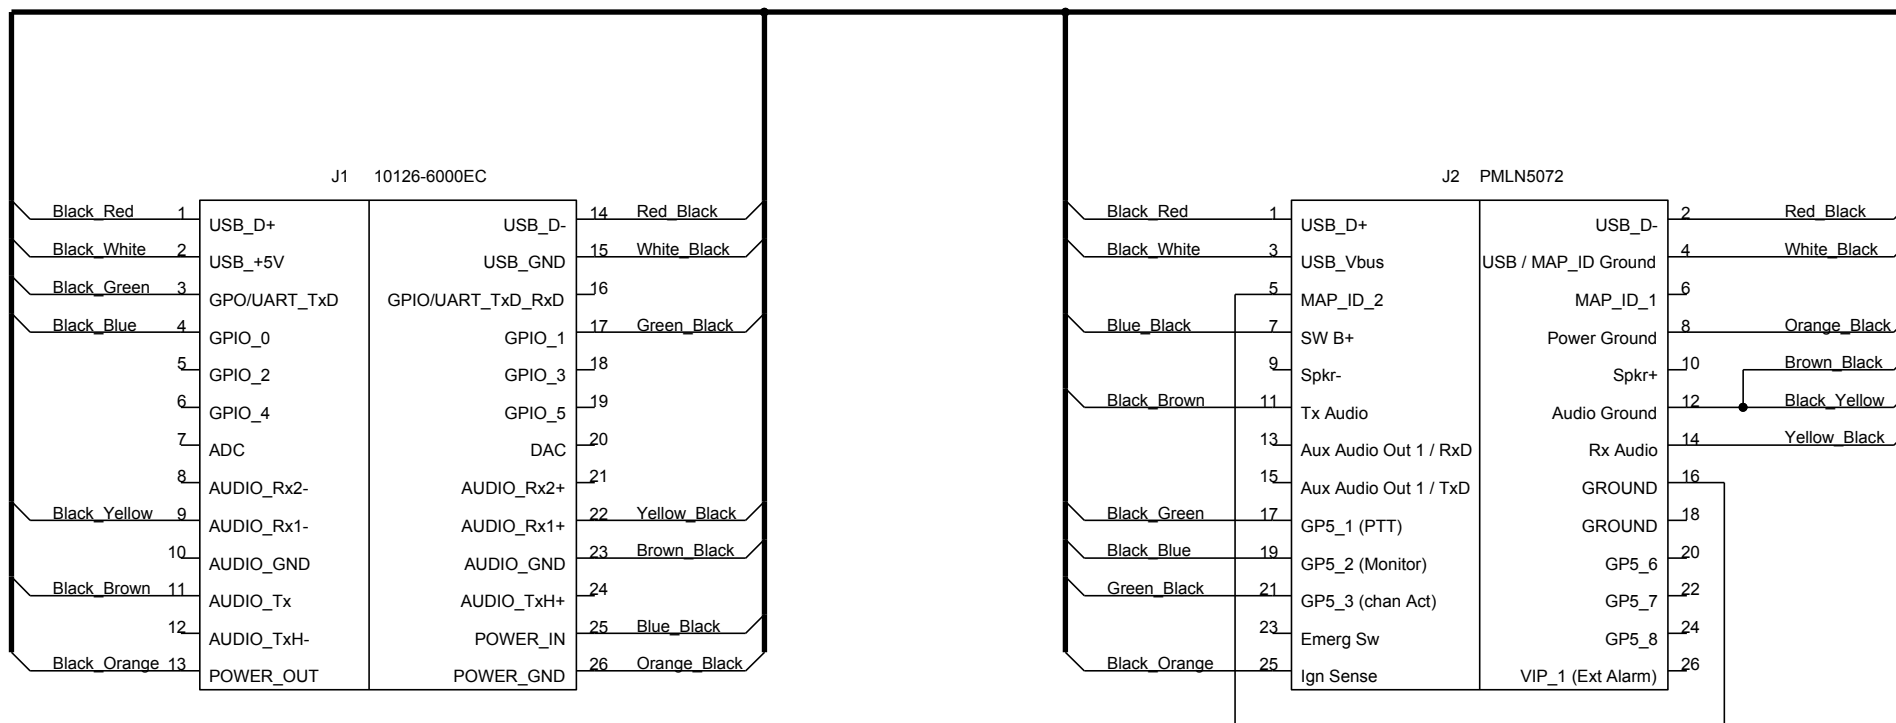 J1 10126-6000EC
Black_Red 1 USB_D+ USB_D- 14 Red_Black
Black_White 2 USB_+5V USB_GND 15 White_Black
Black_Green 3 GPO/UART_TxD GPIO/UART_TxD_RxD 16
Black_Blue 4 GPIO_0 GPIO_1 17 Green_Black
5 GPIO_2 GPIO_3 18
6 GPIO_4 GPIO_5 19
7 ADC DAC 20
8 AUDIO_Rx2- AUDIO_Rx2+ 21
Black_Yellow 9 AUDIO_Rx1- AUDIO_Rx1+ 22 Yellow_Black
10 AUDIO_GND AUDIO_GND 23 Brown_Black
Black_Brown 11 AUDIO_Tx AUDIO_TxH+ 24
12 AUDIO_TxH- POWER_IN 25 Blue_Black
Black_Orange 13 POWER_OUT POWER_GND 26 Orange_Black
J2 PMLN5072
Black_Red 1 USB_D+ USB_D- 2 Red_Black
Black_White 3 USB_Vbus USB / MAP_ID Ground 4 White_Black
5 MAP_ID_2 MAP_ID_1 6
Blue_Black 7 SW B+ Power Ground 8 Orange_Black
9 Spkr- Spkr+ 10 Brown_Black
Black_Brown 11 Tx Audio Audio Ground 12 Black_Yellow
13 Aux Audio Out 1 / RxD Rx Audio 14 Yellow_Black
15 Aux Audio Out 1 / TxD GROUND 16
Black_Green 17 GP5_1 (PTT) GROUND 18
Black_Blue 19 GP5_2 (Monitor) GP5_6 20
Green_Black 21 GP5_3 (chan Act) GP5_7 22
23 Emerg Sw GP5_8 24
Black_Orange 25 Ign Sense VIP_1 (Ext Alarm) 26